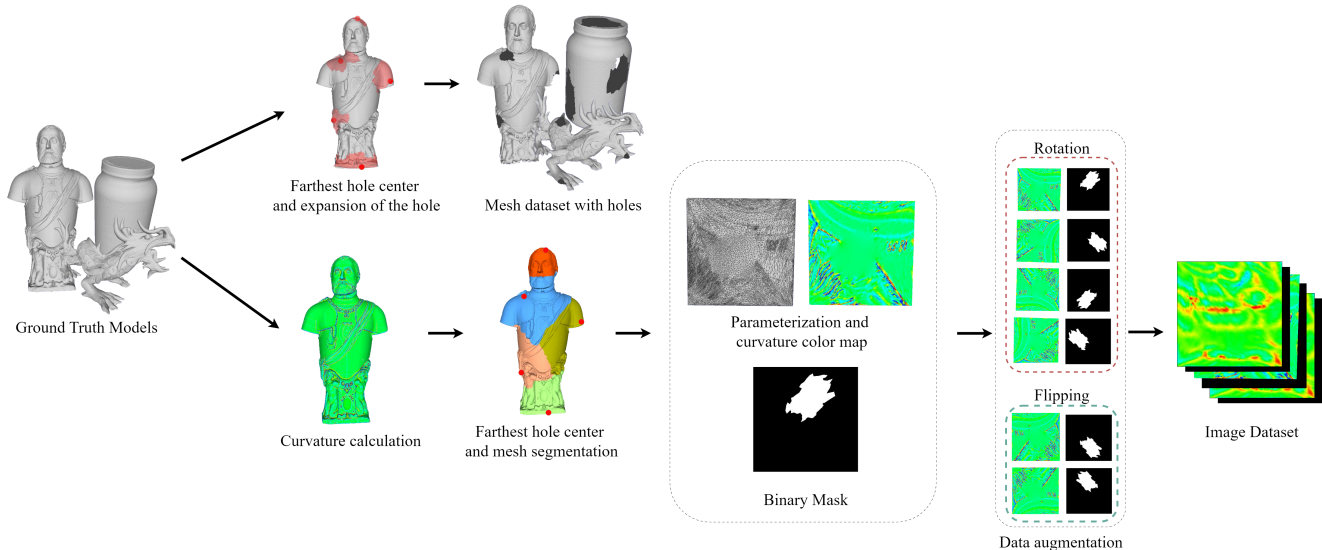 Ground Truth Models
Farthest hole center
and expansion of the hole
Mesh dataset with holes
Curvature calculation
Farthest hole center
and mesh segmentation
Parameterization and
curvature color map
Binary Mask
Rotation
Flipping
Data augmentation
Image Dataset